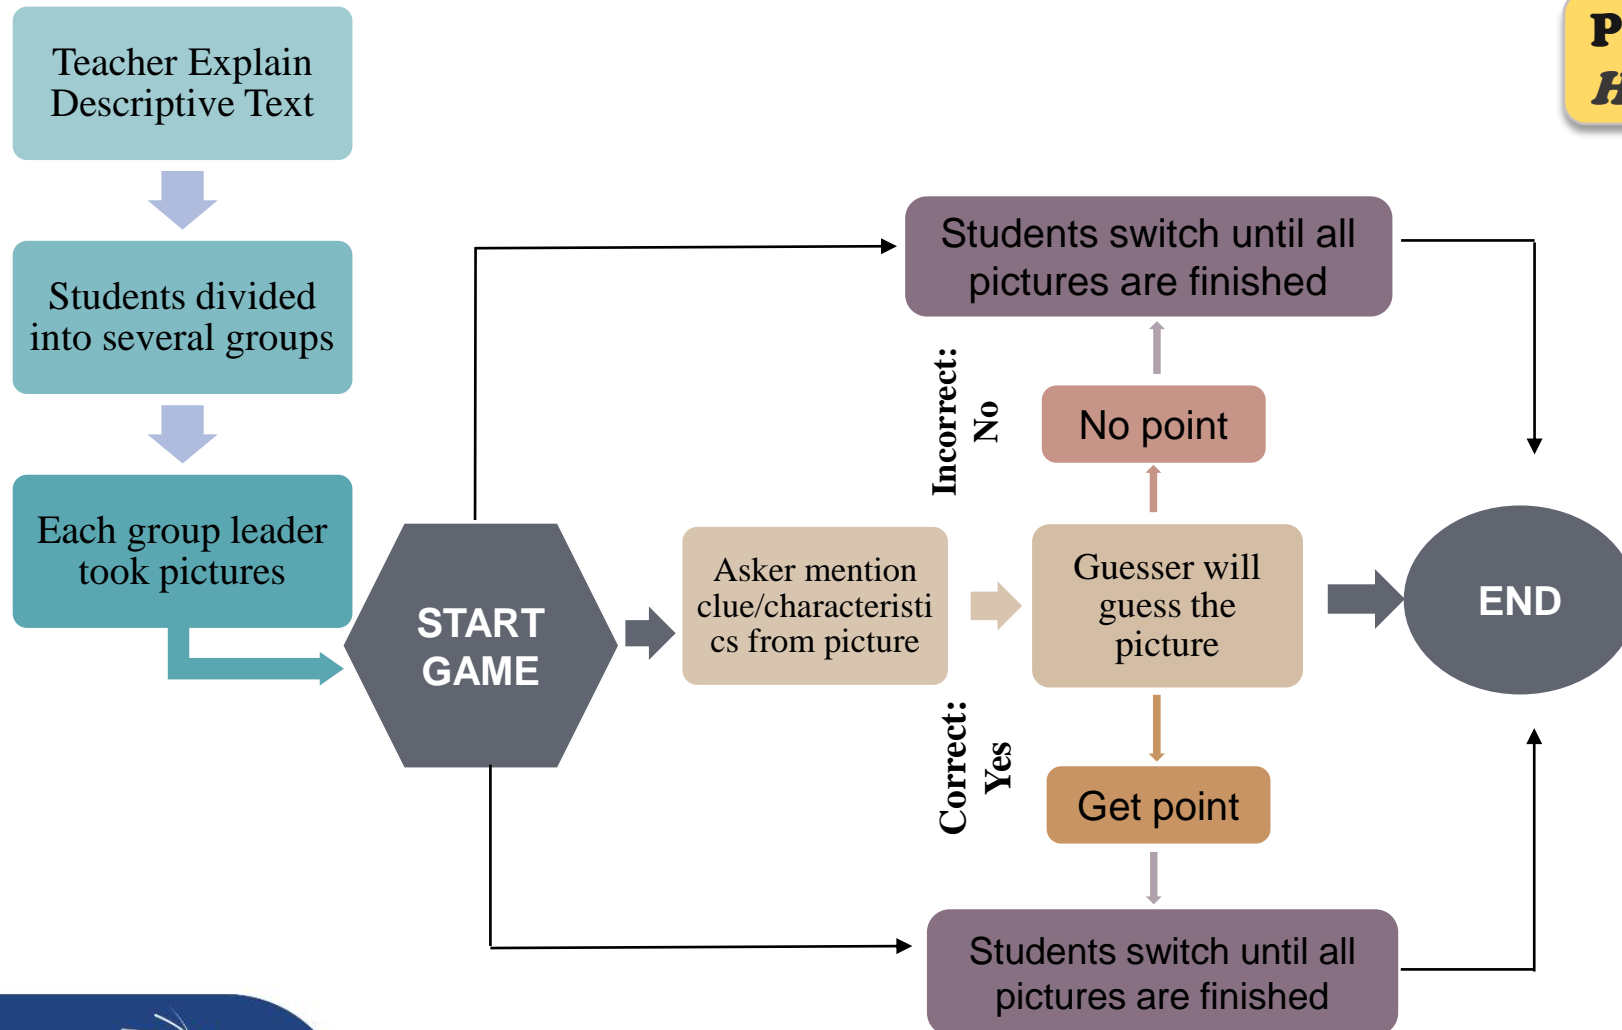 Teacher Explain
Descriptive Text
Students divided
into several groups
Each group leader
took pictures
START
GAME
Asker mention
clue/characteristi
cs from picture
Guesser will
guess the
picture
Incorrect:
No
No point
Students switch until all
pictures are finished
Correct:
Yes
Get point
Students switch until all
pictures are finished
END